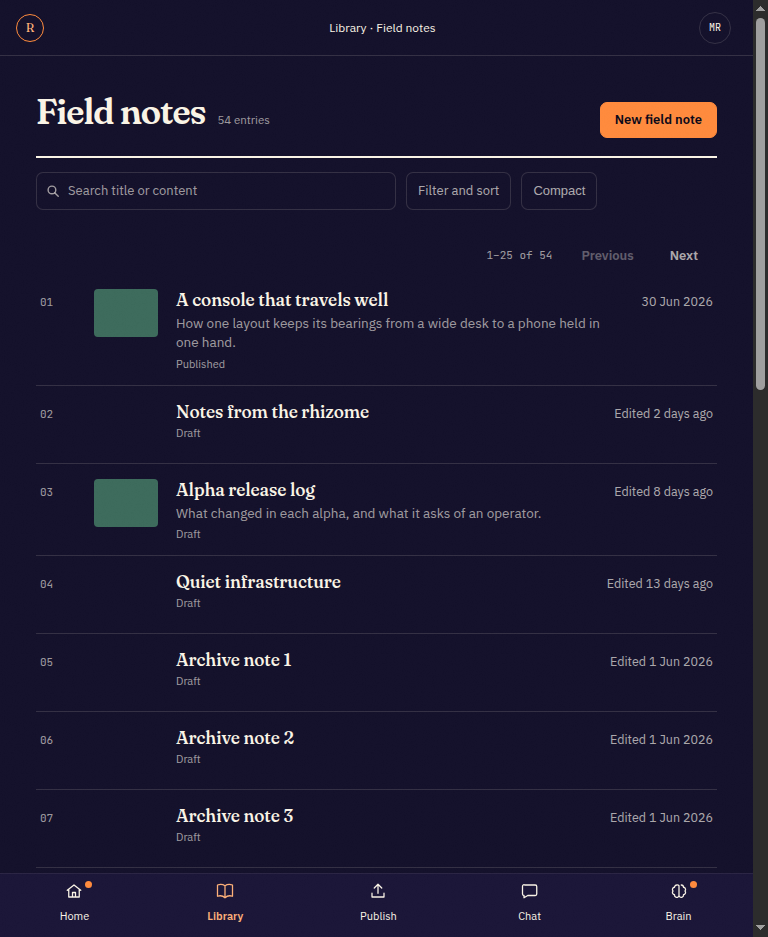 R
Library · Field notes
MR
Field notes
54 entries
New field note
Search title or content
Filter and sort
Compact
1–25 of 54
Previous
Next
01
A console that travels well
30 Jun 2026
How one layout keeps its bearings from a wide desk to a phone held in
one hand.
Published
02
Notes from the rhizome
Edited 2 days ago
Draft
03
Alpha release log
Edited 8 days ago
What changed in each alpha, and what it asks of an operator.
Draft
04
Quiet infrastructure
Edited 13 days ago
Draft
05
Archive note 1
Edited 1 Jun 2026
Draft
06
Archive note 2
Edited 1 Jun 2026
Draft
07
Archive note 3
Edited 1 Jun 2026
Draft
Home
Library
Publish
Chat
Brain